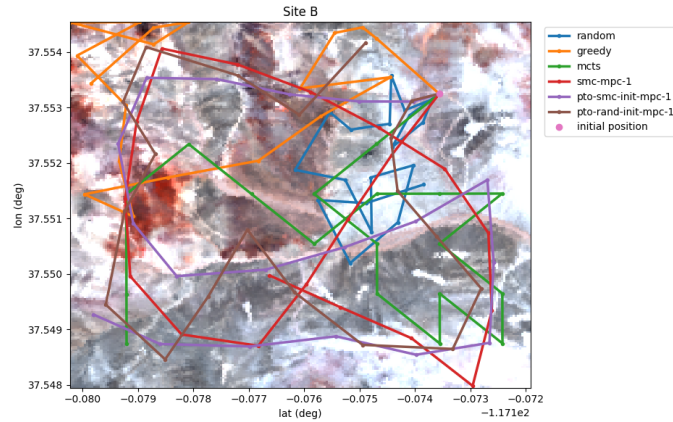 Site B
37.554
37.553
37.552
37.551
37.550
37.549
37.548
lon (deg)
−0.080
−0.079
−0.078
−0.077
−0.076
−0.075
−0.074
−0.073
−0.072
lat (deg)
−1.171e2
random
greedy
mcts
smc-mpc-1
pto-smc-init-mpc-1
pto-rand-init-mpc-1
initial position